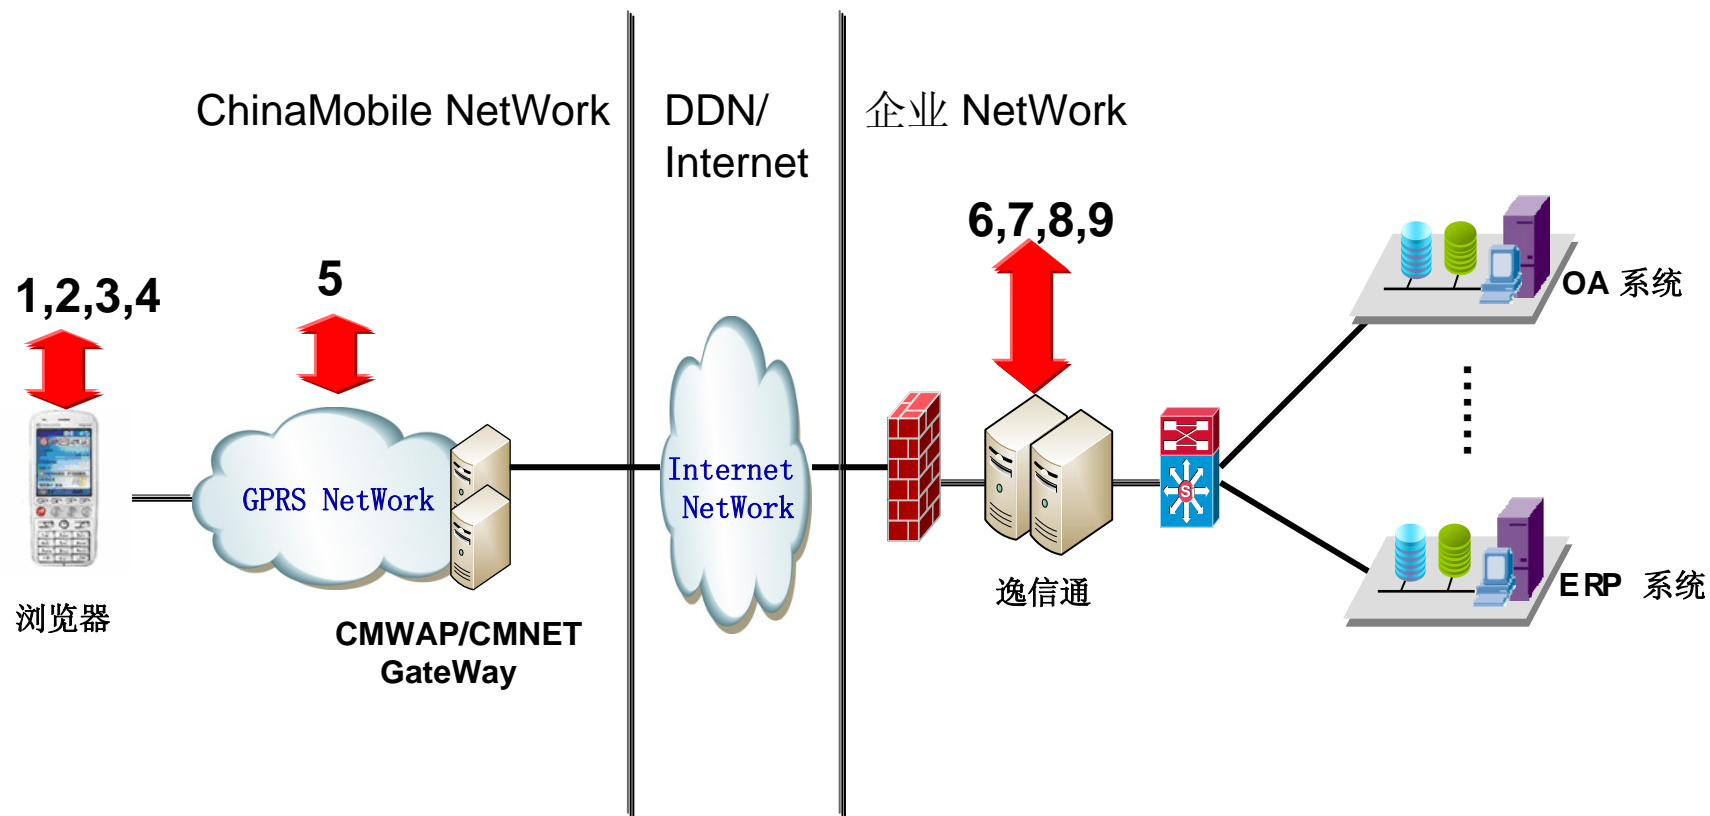 ChinaMobile NetWork
DDN/
Internet
企业 NetWork
6,7,8,9
5
1,2,3,4
OA 系统
GPRS NetWork
Internet
NetWork
S
浏览器
CMWAP/CMNET
GateWay
逸信通
ERP 系统